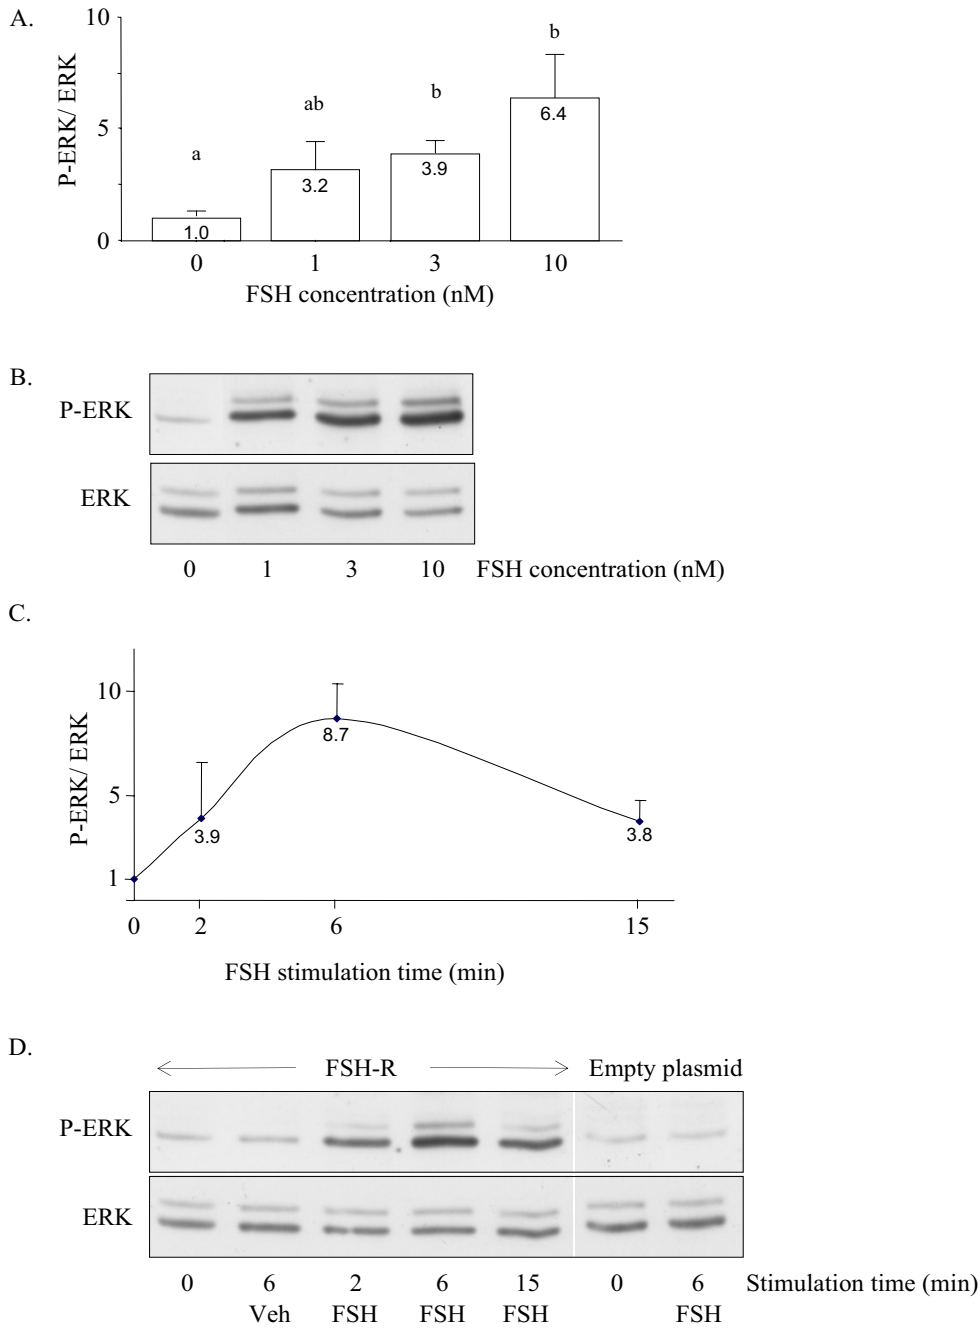 A.
10
5
0
P-ERK/ ERK
a
ab
b
b
1.0
3.2
3.9
6.4
0 1 3 10
FSH concentration (nM)
B.
P-ERK
ERK
0 1 3 10 FSH concentration (nM)
C.
10
5
1
P-ERK/ ERK
3.9
8.7
3.8
0 2 6 15
FSH stimulation time (min)
D.
FSH-R Empty plasmid
P-ERK
ERK
0 6 2 6 15 0 6 Stimulation time (min)
Veh FSH FSH FSH FSH